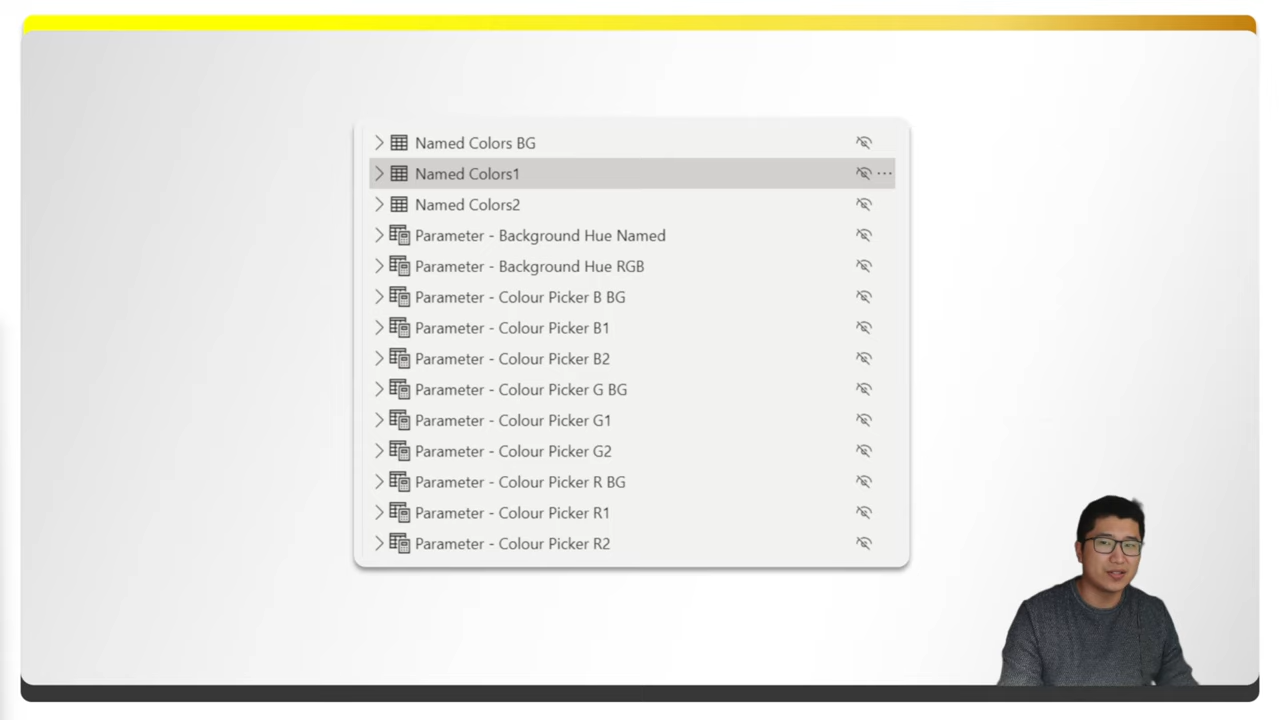 Named Colors BG
Named Colors1
Named Colors2
Parameter - Background Hue Named
Parameter - Background Hue RGB
Parameter - Colour Picker B BG
Parameter - Colour Picker B1
Parameter - Colour Picker B2
Parameter - Colour Picker G BG
Parameter - Colour Picker G1
Parameter - Colour Picker G2
Parameter - Colour Picker R BG
Parameter - Colour Picker R1
Parameter - Colour Picker R2